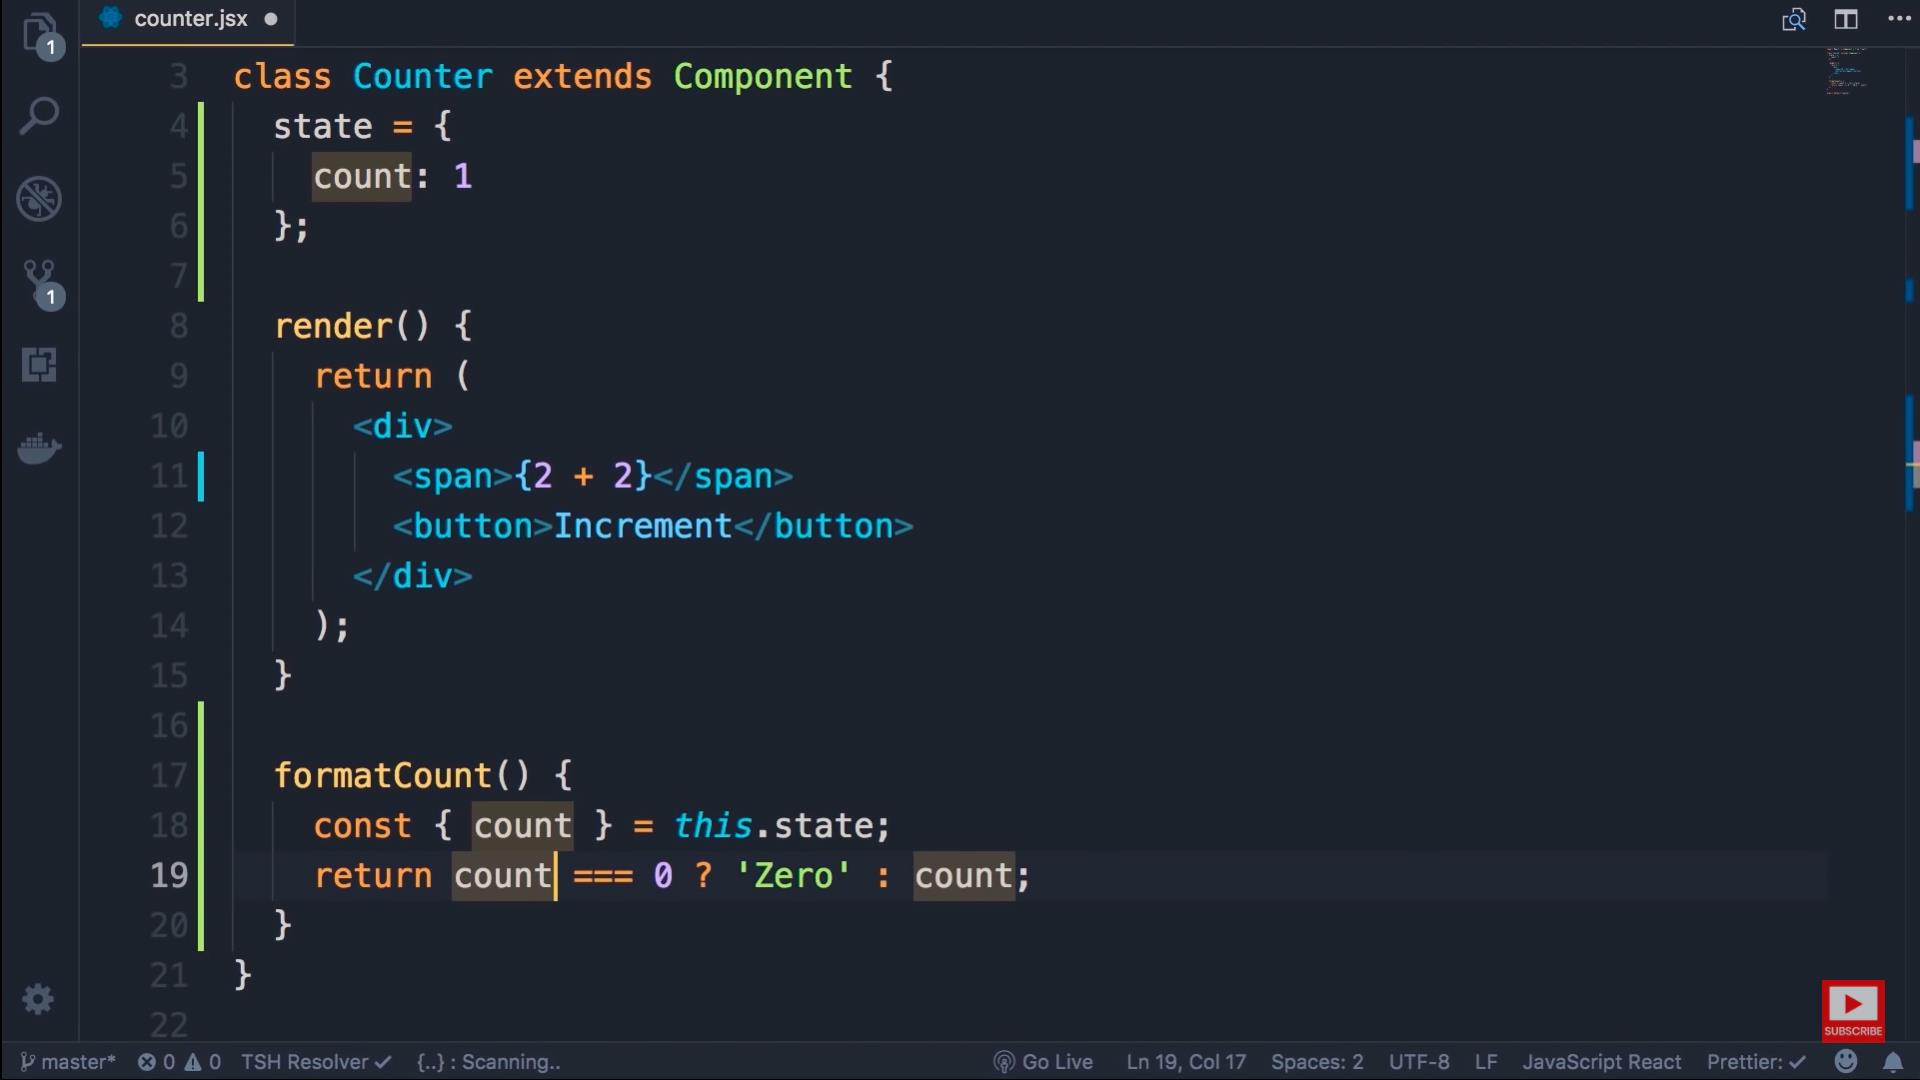 counter.jsx
1
3 class Counter extends Component {
4 state = {
5 count: 1
6 };
7
1
8 render() {
9 return (
10 <div>
11 <span>{2 + 2}</span>
12 <button>Increment</button>
13 </div>
14 );
15 }
16
17 formatCount() {
18 const { count } = this.state;
19 return count === 0 ? 'Zero' : count;
20 }
21 }
22
SUBSCRIBE
master* 0 0 TSH Resolver ✓ {..} : Scanning.. Go Live Ln 19, Col 17 Spaces: 2 UTF-8 LF JavaScript React Prettier: ✓